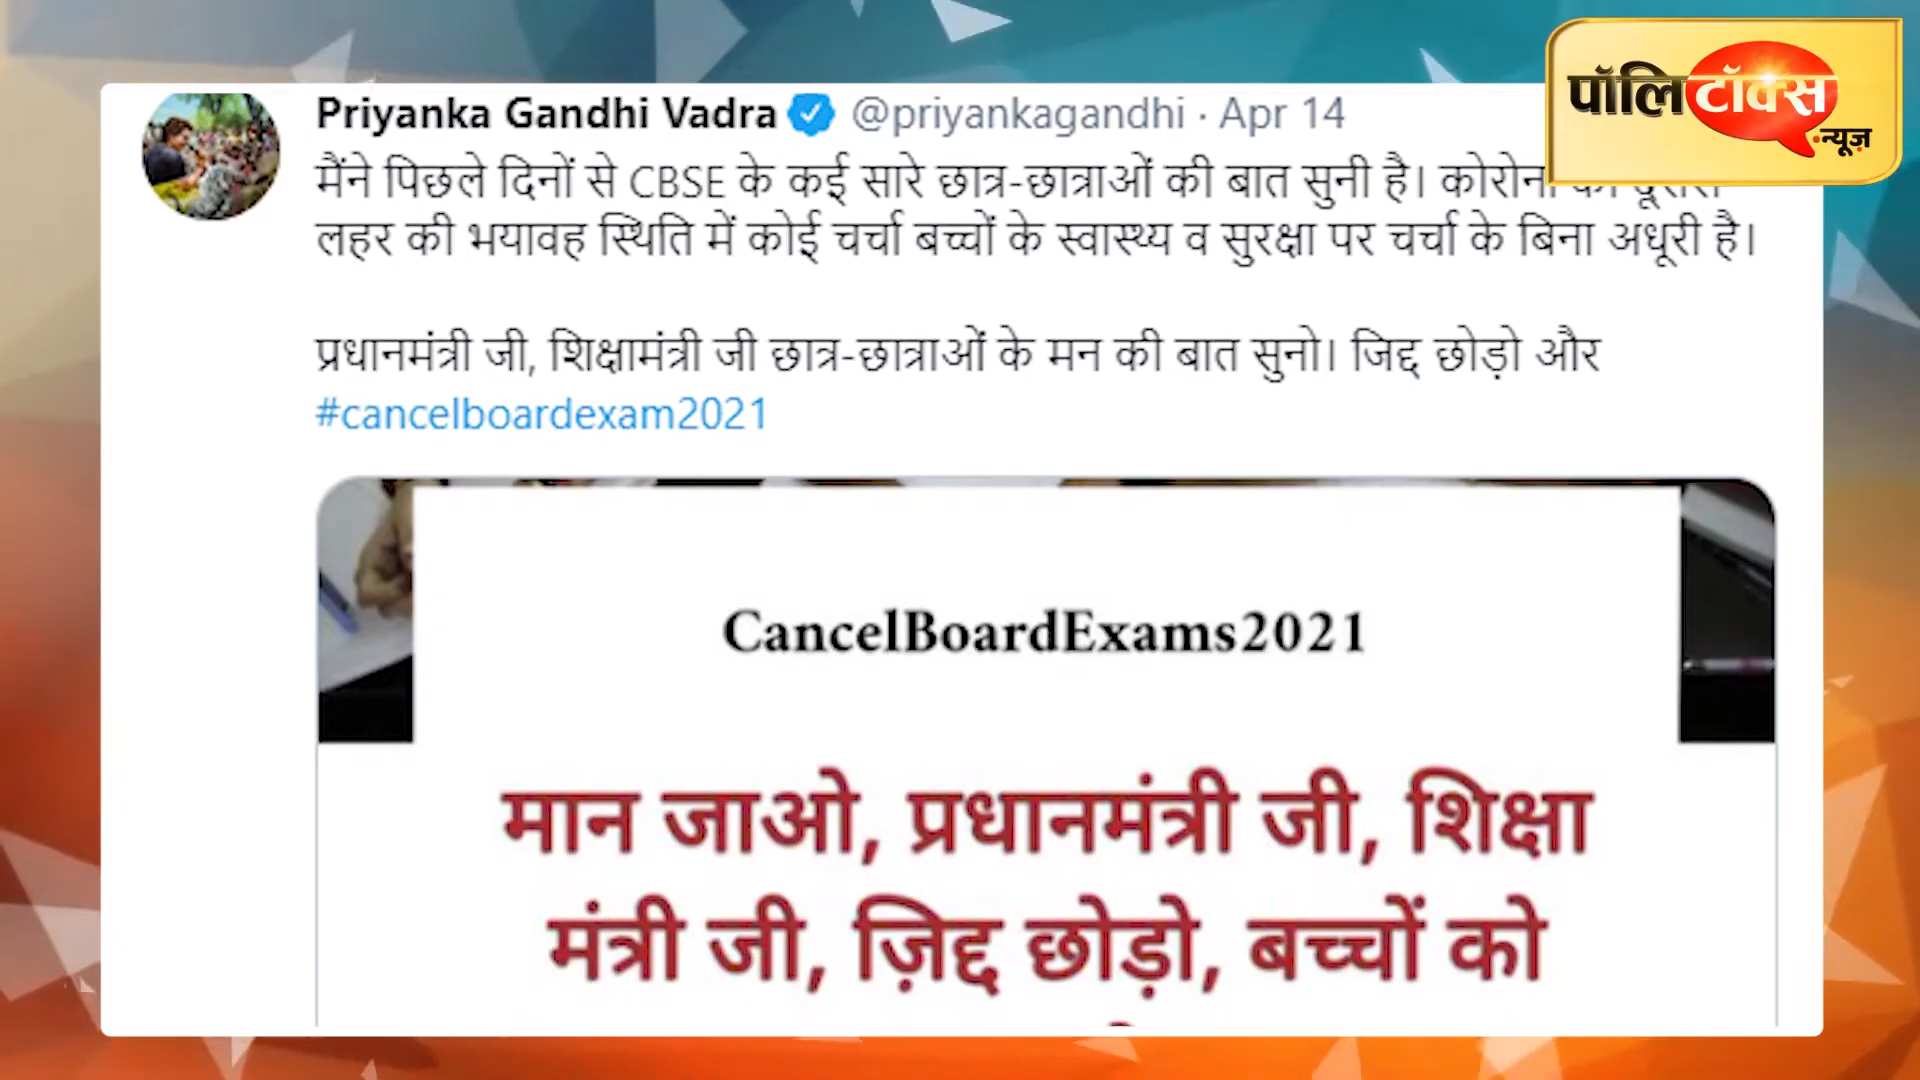 Priyanka Gandhi Vadra @priyankagandhi · Apr 14
पॉलिटॉक्स
न्यूज़
मैंने पिछले दिनों से CBSE के कई सारे छात्र-छात्राओं की बात सुनी है। कोरोना
लहर की भयावह स्थिति में कोई चर्चा बच्चों के स्वास्थ्य व सुरक्षा पर चर्चा के बिना अधूरी है।
प्रधानमंत्री जी, शिक्षामंत्री जी छात्र-छात्राओं के मन की बात सुनो। जिद्द छोड़ो और
#cancelboardexam2021
CancelBoardExams2021
मान जाओ, प्रधानमंत्री जी, शिक्षा
मंत्री जी, ज़िद्द छोड़ो, बच्चों को